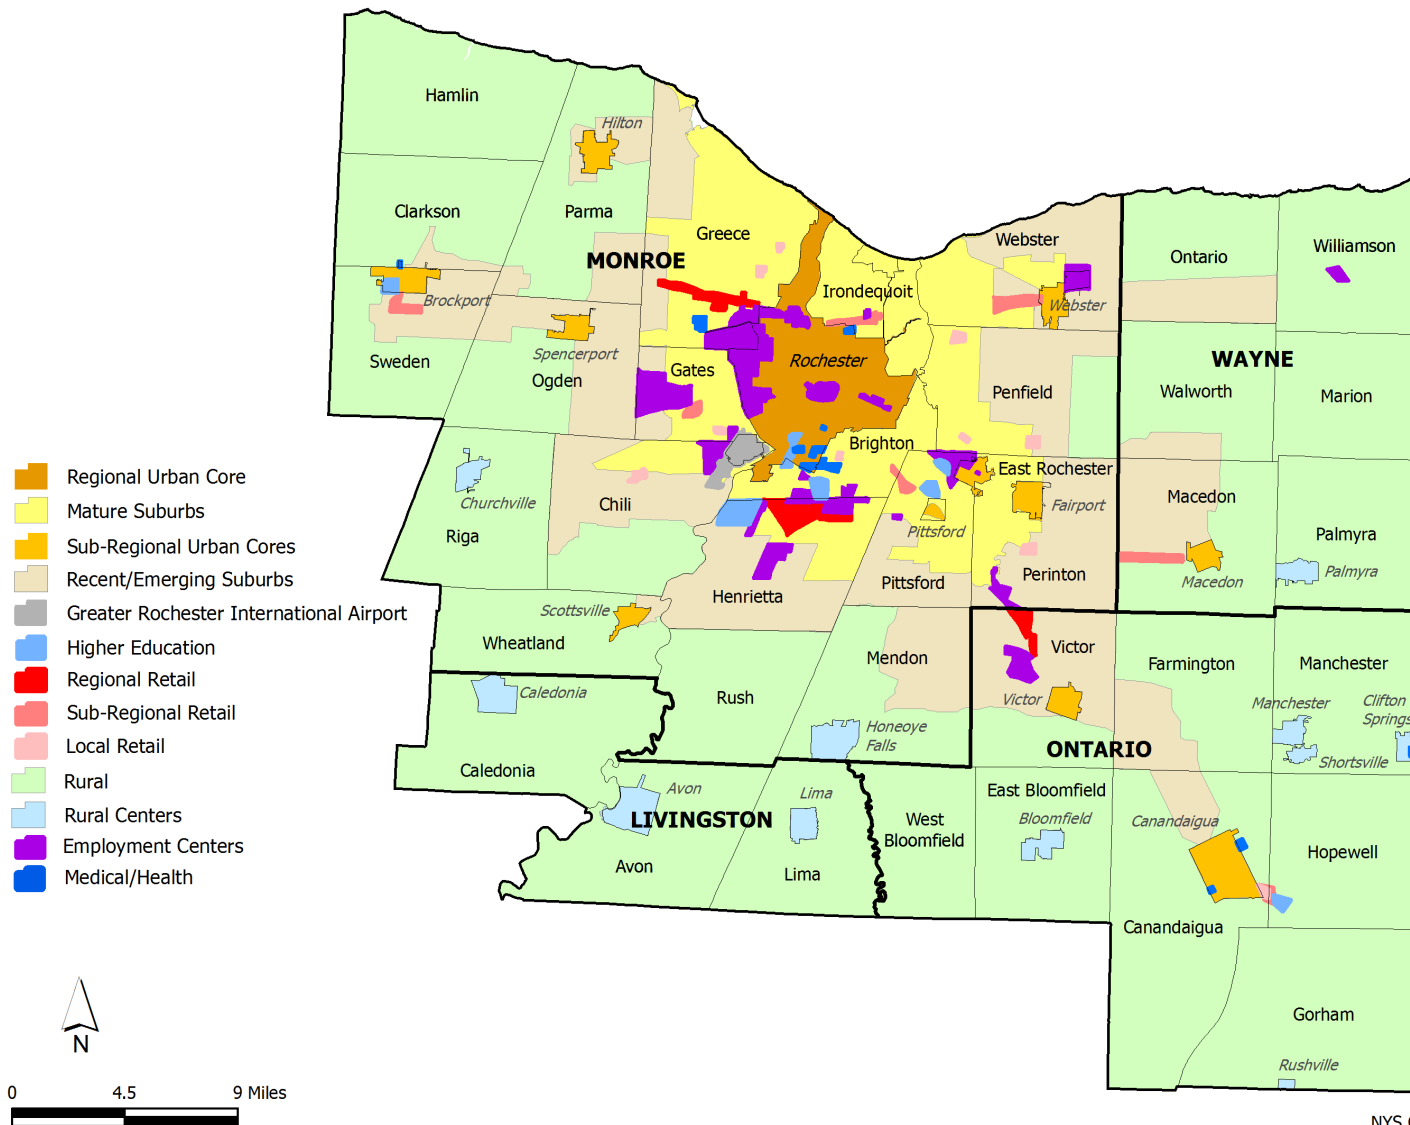 Hamlin
Hilton
Clarkson
Parma
Greece
Webster
Ontario
Williamson
MONROE
Irondequoit
Brockport
Webster
Spencerport
Sweden
Ogden
Gates
Rochester
WAYNE
Penfield
Walworth
Marion
Brighton
East Rochester
Regional Urban Core
Churchville
Chili
Fairport
Macedon
Mature Suburbs
Riga
Pittsford
Palmyra
Sub-Regional Urban Cores
Recent/Emerging Suburbs
Henrietta
Pittsford
Perinton
Macedon
Palmyra
Greater Rochester International Airport
Scottsville
Wheatland
Higher Education
Mendon
Victor
Farmington
Manchester
Regional Retail
Caledonia
Rush
Victor
Manchester
Clifton
Springs
Sub-Regional Retail
Honeoye
Falls
Local Retail
ONTARIO
Shortsville
Rural
Caledonia
Avon
Lima
East Bloomfield
Rural Centers
LIVINGSTON
West
Bloomfield
Bloomfield
Canandaigua
Employment Centers
Avon
Lima
Hopewell
Medical/Health
Canandaigua
Gorham
N
Rushville
0 4.5 9 Miles
NYS